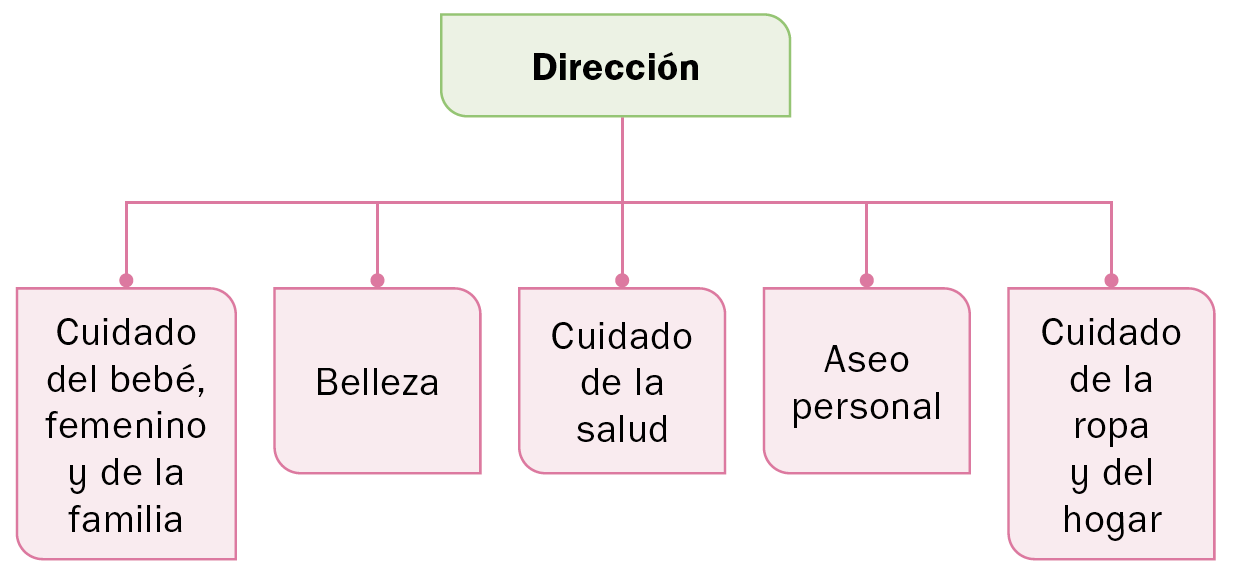 Dirección
Cuidado
del bebé,
femenino
y de la
familia
Belleza
Cuidado
de la
salud
Aseo
personal
Cuidado
de la
ropa
y del
hogar